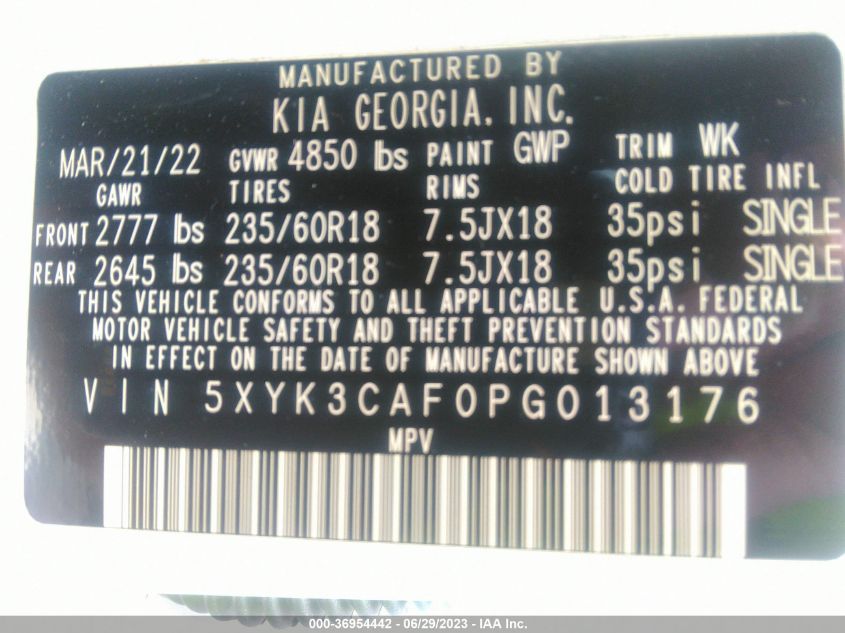 MANUFACTURED BY
KIA GEORGIA, INC.
MAR/21/22 GVWR 4850 lbs PAINT GWP TRIM WK
GAWR TIRES RIMS COLD TIRE INFL
FRONT 2777 lbs 235/60R18 7.5JX18 35psi SINGLE
REAR 2645 lbs 235/60R18 7.5JX18 35psi SINGLE
THIS VEHICLE CONFORMS TO ALL APPLICABLE U.S.A. FEDERAL
MOTOR VEHICLE SAFETY AND THEFT PREVENTION STANDARDS
IN EFFECT ON THE DATE OF MANUFACTURE SHOWN ABOVE
VIN 5XYK3CAF0PG013176
MPV
000-36954442 - 06/29/2023 - IAA Inc.